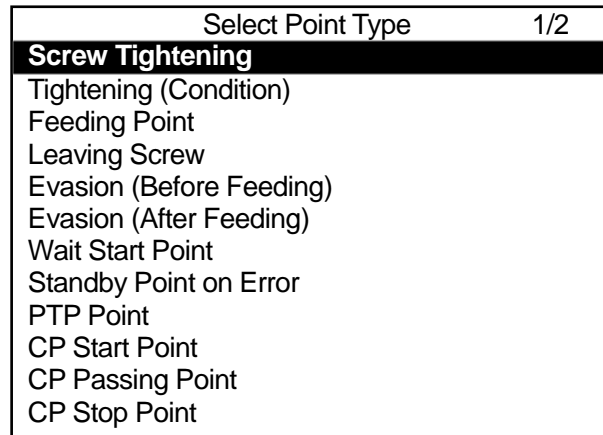 Select Point Type 1/2
Screw Tightening
Tightening (Condition)
Feeding Point
Leaving Screw
Evasion (Before Feeding)
Evasion (After Feeding)
Wait Start Point
Standby Point on Error
PTP Point
CP Start Point
CP Passing Point
CP Stop Point